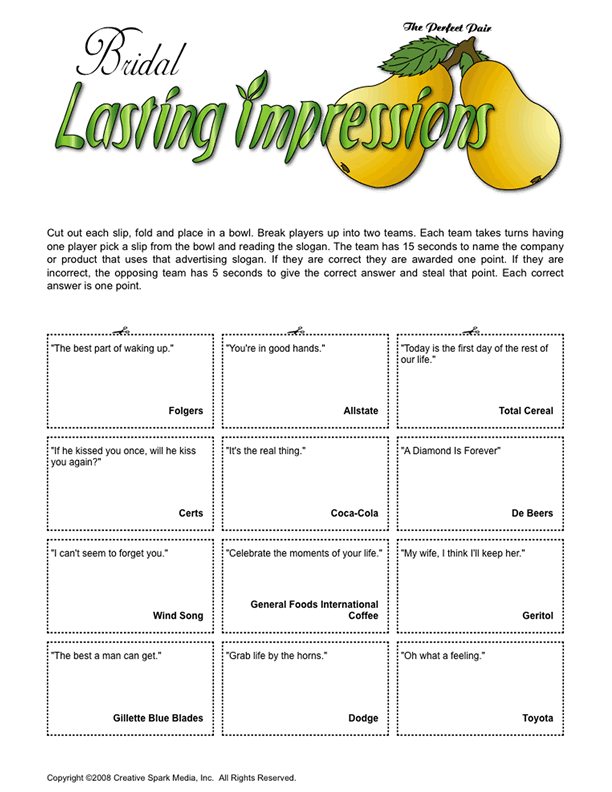 The Perfect Pair
Bridal
Lasting Impressions
Cut out each slip, fold and place in a bowl. Break players up into two teams. Each team takes turns having
one player pick a slip from the bowl and reading the slogan. The team has 15 seconds to name the company
or product that uses that advertising slogan. If they are correct they are awarded one point. If they are
incorrect, the opposing team has 5 seconds to give the correct answer and steal that point. Each correct
answer is one point.
"The best part of waking up."
Folgers
"You're in good hands."
Allstate
"Today is the first day of the rest of
our life."
Total Cereal
"If he kissed you once, will he kiss
you again?"
Certs
"It's the real thing."
Coca-Cola
"A Diamond Is Forever"
De Beers
"I can't seem to forget you."
Wind Song
"Celebrate the moments of your life."
General Foods International
Coffee
"My wife, I think I'll keep her."
Geritol
"The best a man can get."
Gillette Blue Blades
"Grab life by the horns."
Dodge
"Oh what a feeling."
Toyota
Copyright ©2008 Creative Spark Media, Inc. All Rights Reserved.